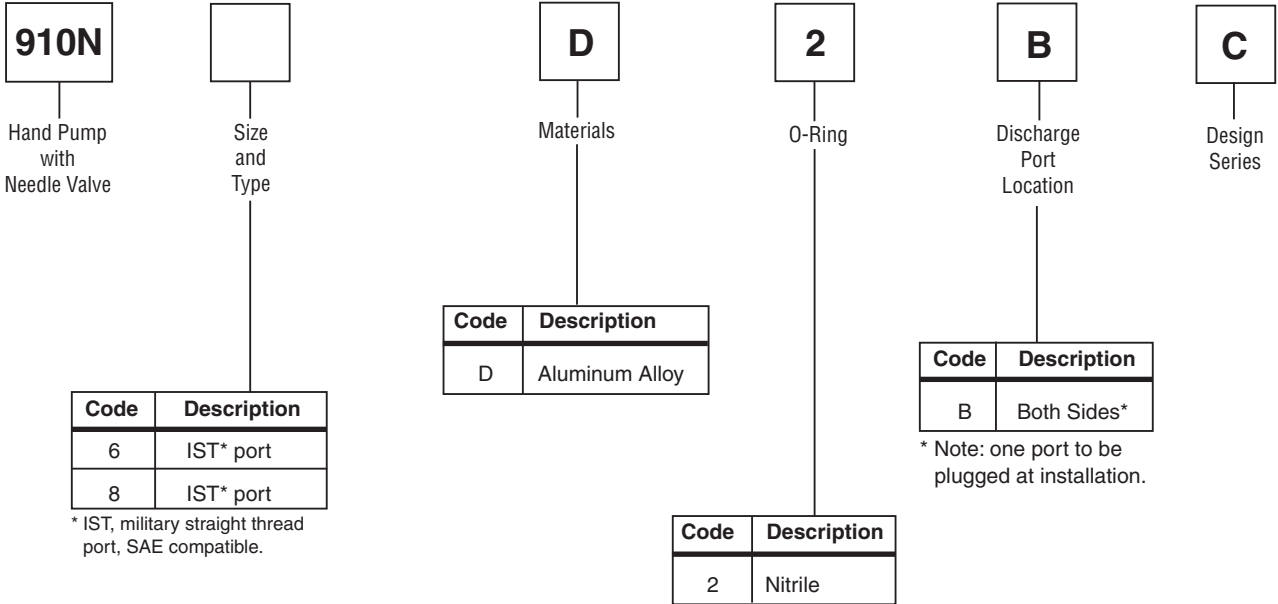 910N
D
2
B
C
Hand Pump
with
Needle Valve
Size
and
Type
Materials
O-Ring
Discharge
Port
Location
Design
Series
Code Description
D Aluminum Alloy
Code Description
B Both Sides*
* Note: one port to be
plugged at installation.
Code Description
6 IST* port
8 IST* port
* IST, military straight thread
port, SAE compatible.
Code Description
2 Nitrile